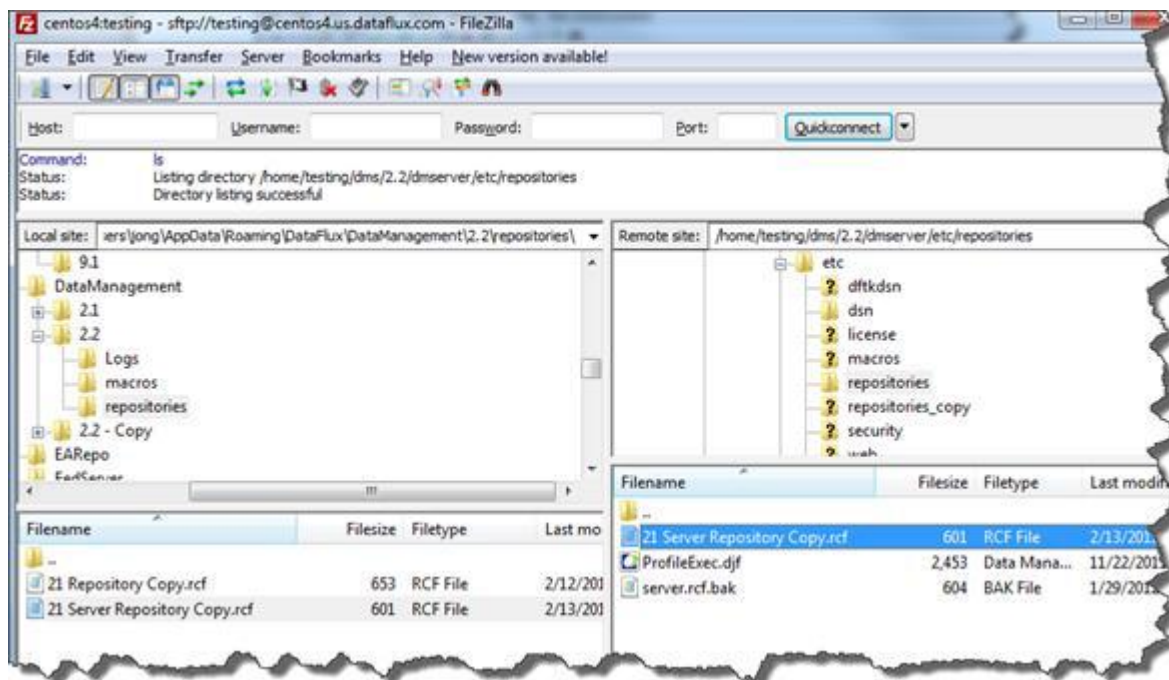 centos4:testing - sftp://testing@centos4.us.dataflux.com - FileZilla
File Edit View Transfer Server Bookmarks Help New version available!
Host: Username: Password: Port: Quickconnect
Command: ls
Status: Listing directory /home/testing/dms/2.2/dmserver/etc/repositories
Status: Directory listing successful
Local site: ers\jong\AppData\Roaming\DataFlux\DataManagement\2.2\repositories\
9.1
DataManagement
2.1
2.2
Logs
macros
repositories
2.2 - Copy
EARepo
FedServer
Filename Filesize Filetype Last mo
..
21 Repository Copy.rcf 653 RCF File 2/12/201
21 Server Repository Copy.rcf 601 RCF File 2/13/201
Remote site: /home/testing/dms/2.2/dmserver/etc/repositories
etc
? dftkdsn
dsn
? license
? macros
repositories
? repositories_copy
? security
? web
Filename Filesize Filetype Last modif
..
21 Server Repository Copy.rcf 601 RCF File 2/13/201
ProfileExec.djf 2,453 Data Mana... 11/22/201
server.rcf.bak 604 BAK File 1/29/201